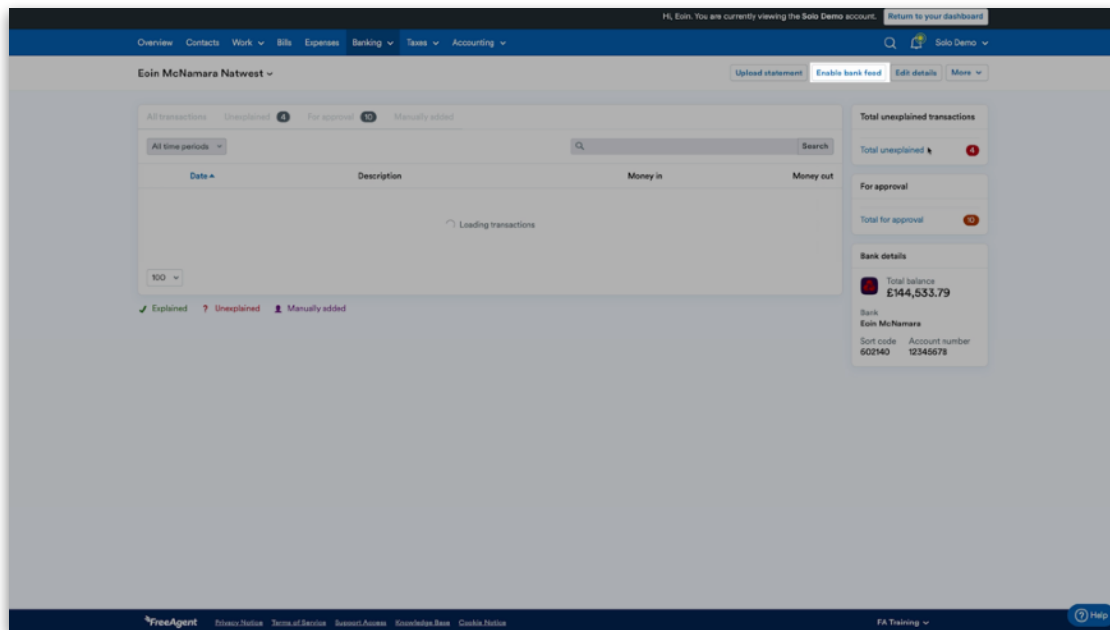 Hi, Eoin. You are currently viewing the Solo Demo account. Return to your dashboard
Overview Contacts Work Bills Expenses Banking Taxes Accounting Solo Demo
Eoin McNamara Natwest Upload statement Enable bank feed Edit details More
All transactions Unexplained 4 For approval 10 Manually added
Total unexplained transactions
All time periods Search
Total unexplained 4
Date Description Money in Money out
For approval
Loading transactions
Total for approval 10
Bank details
100
Total balance
£144,533.79
Explained ? Unexplained Manually added
Bank
Eoin McNamara
Sort code Account number
602140 12345678
FreeAgent Privacy Notice Terms of Service Support Access Knowledge Base Cookie Notice FA Training
? Help